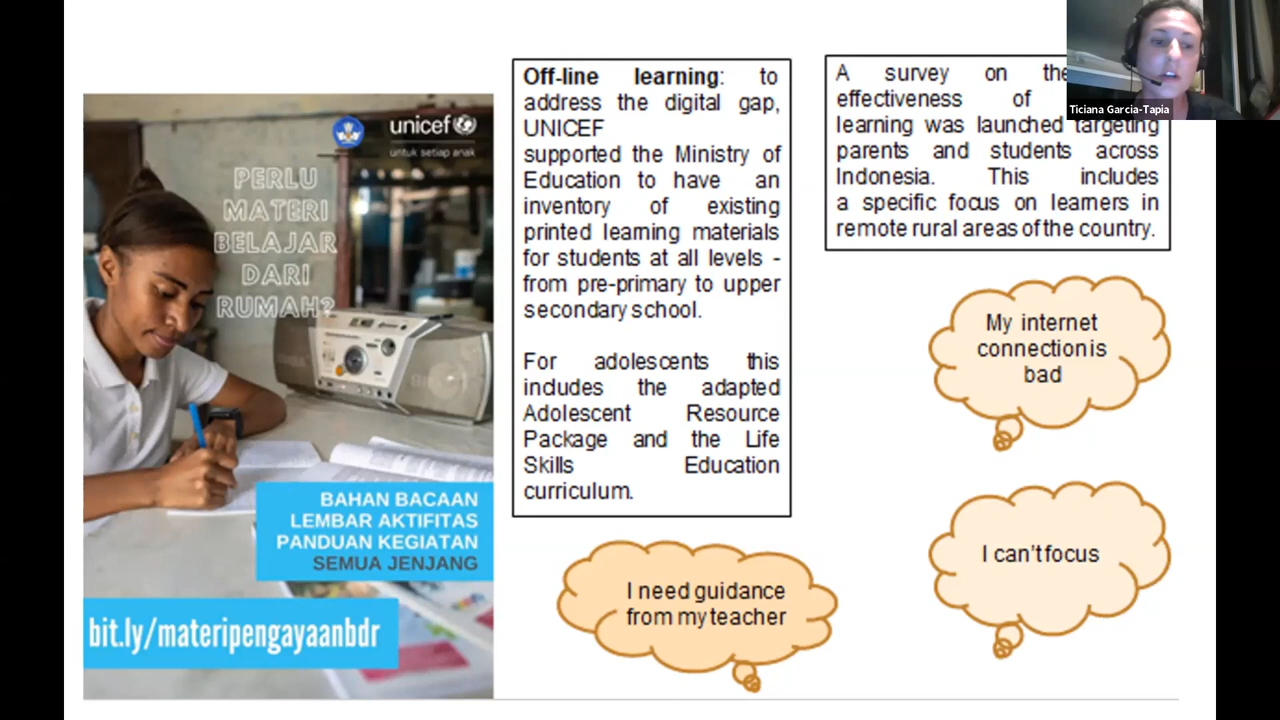 unicef
untuk setiap anak
PERLU
MATERI
BELAJAR
DARI
RUMAH?
BAHAN BACAAN
LEMBAR AKTIFITAS
PANDUAN KEGIATAN
SEMUA JENJANG
bit.ly/materipengayaanbdr
Off-line learning: to
address the digital gap,
UNICEF
supported the Ministry of
Education to have an
inventory of existing
printed learning materials
for students at all levels -
from pre-primary to upper
secondary school.
For adolescents this
includes the adapted
Adolescent Resource
Package and the Life
Skills Education
curriculum.
I need guidance
from my teacher
A survey on the
effectiveness of
learning was launched targeting
parents and students across
Indonesia. This includes
a specific focus on learners in
remote rural areas of the country.
My internet
connection is
bad
I can't focus
Ticiana Garcia-Tapia